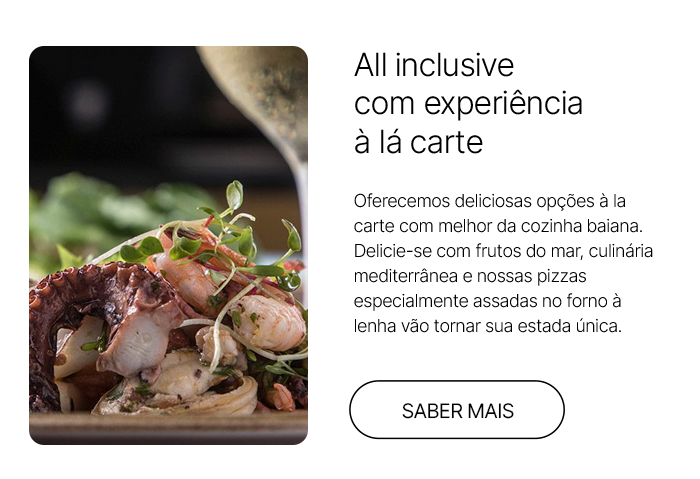 All inclusive
com experiência
à lá carte
Oferecemos deliciosas opções à la
carte com melhor da cozinha baiana.
Delicie-se com frutos do mar, culinária
mediterrânea e nossas pizzas
especialmente assadas no forno à
lenha vão tornar sua estada única.
SABER MAIS